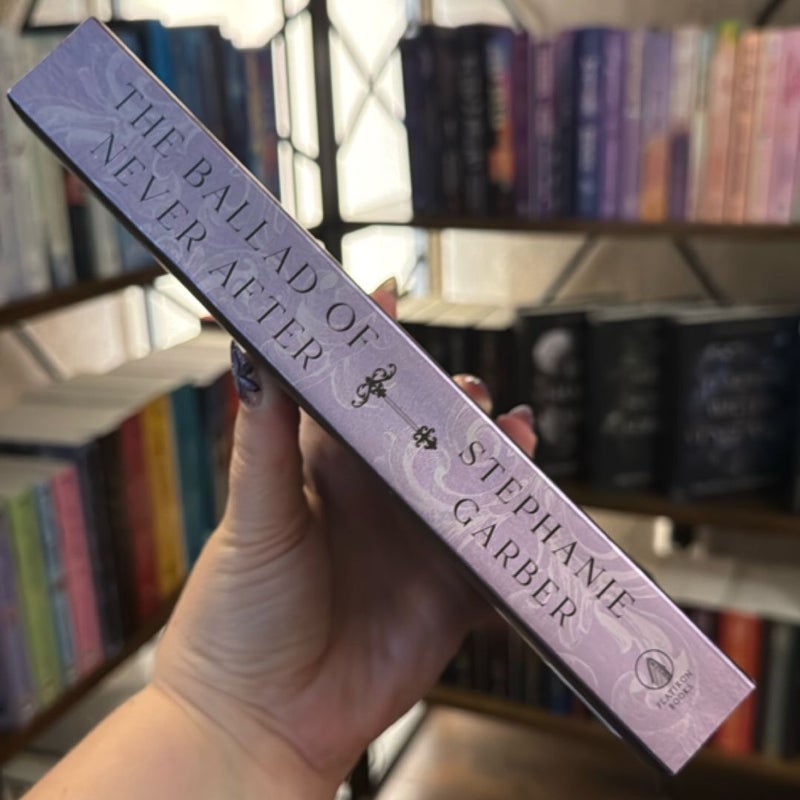 THE BALLAD OF
NEVER AFTER
STEPHANIE
GARBER
FLATIRON
BOOKS